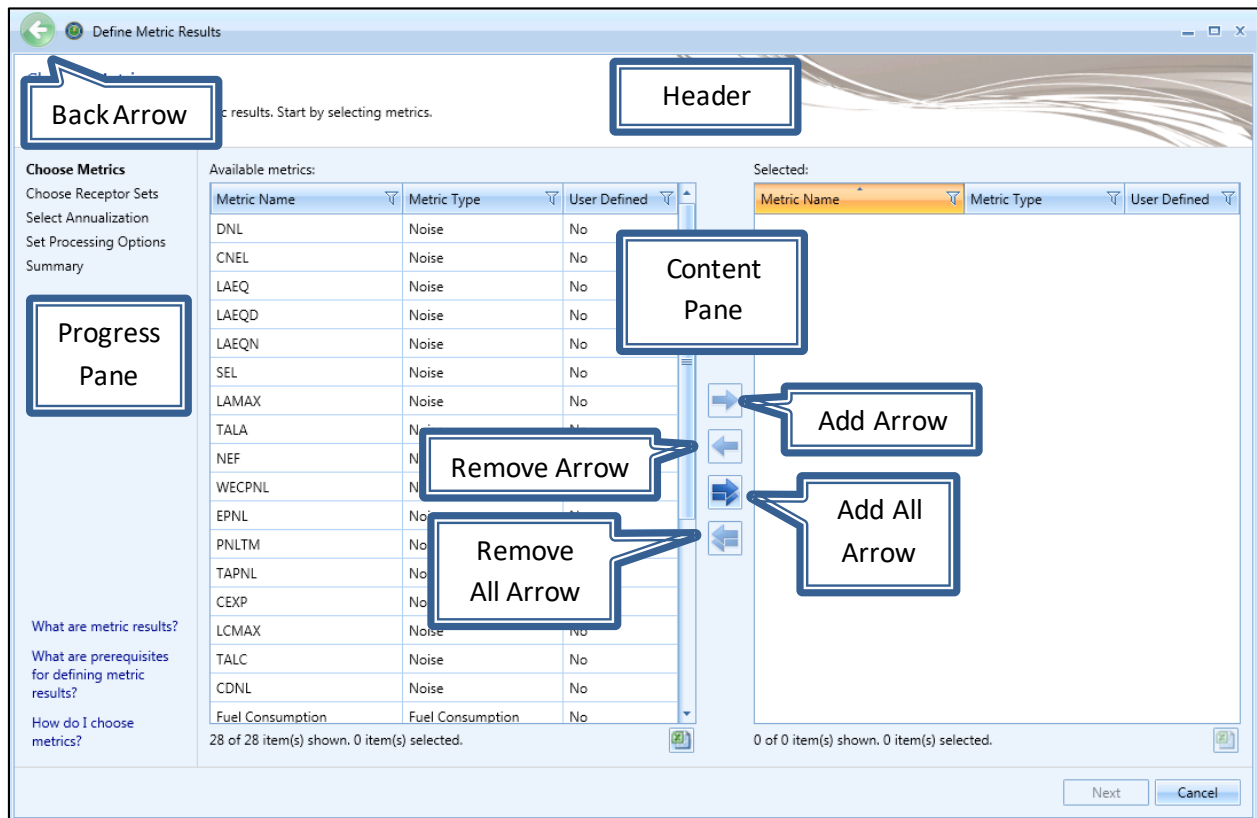 Define Metric Results
Back Arrow
results. Start by selecting metrics.
Header
Choose Metrics
Choose Receptor Sets
Select Annualization
Set Processing Options
Summary
Progress
Pane
What are metric results?
What are prerequisites
for defining metric
results?
How do I choose
metrics?
Available metrics:
Metric Name Metric Type User Defined
DNL Noise No
CNEL Noise No
LAEQ Noise No
LAEQD Noise No
LAEQN Noise No
SEL Noise No
LAMAX Noise No
TALA
NEF
WECPNL
EPNL
PNLTM
TAPNL
CEXP
LCMAX Noise No
TALC Noise No
CDNL Noise No
Fuel Consumption Fuel Consumption No
28 of 28 item(s) shown. 0 item(s) selected.
Content
Pane
Add Arrow
Remove Arrow
Add All
Arrow
Remove
All Arrow
Selected:
Metric Name Metric Type User Defined
0 of 0 item(s) shown. 0 item(s) selected.
Next Cancel